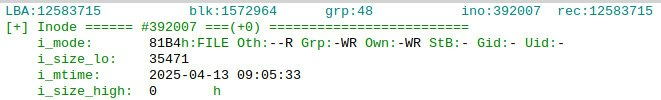 LBA:12583715 blk:1572964 grp:48 ino:392007 rec:12583715
[+] Inode ====== #392007 ===(+0) =========================
i_mode: 81B4h:FILE Oth:--R Grp:-WR Own:-WR StB:- Gid:- Uid:-
i_size_lo: 35471
i_mtime: 2025-04-13 09:05:33
i_size_high: 0 h